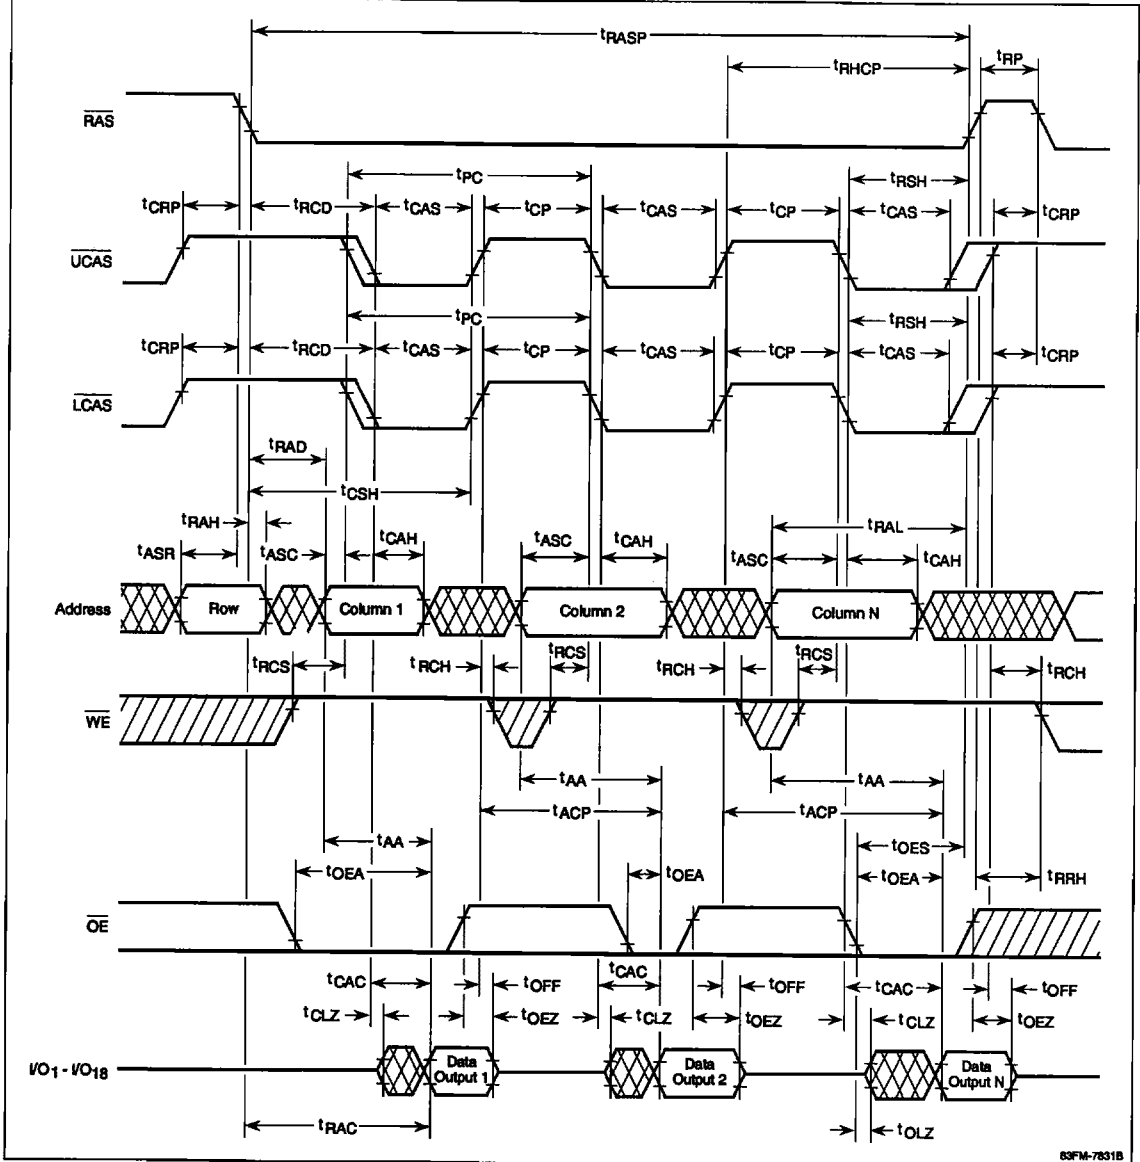 tRASP
tRHCP tRP
RAS
tPC tRSH
tCRP tRCD tCAS tCP tCAS tCP tCAS tCRP
UCAS
tPC tRSH
tCRP tRCD tCAS tCP tCAS tCP tCAS tCRP
LCAS
tRAD
tCSH
tRAH tRAL
tASR tASC tCAH tASC tCAH tASC tCAH
Address Row Column 1 Column 2 Column N
tRCS tRCH tRCS tRCH tRCS tRCH
WE
tAA tAA
tACP tACP
tAA tOES
tOEA tOEA tOEA tRRH
OE
tCAC tOFF tCAC tOFF tCAC tOFF
tCLZ tOEZ tCLZ tOEZ tCLZ tOEZ
I/O1 - I/O18 Data Output 1 Data Output 2 Data Output N
tRAC tOLZ
83FM-7831B